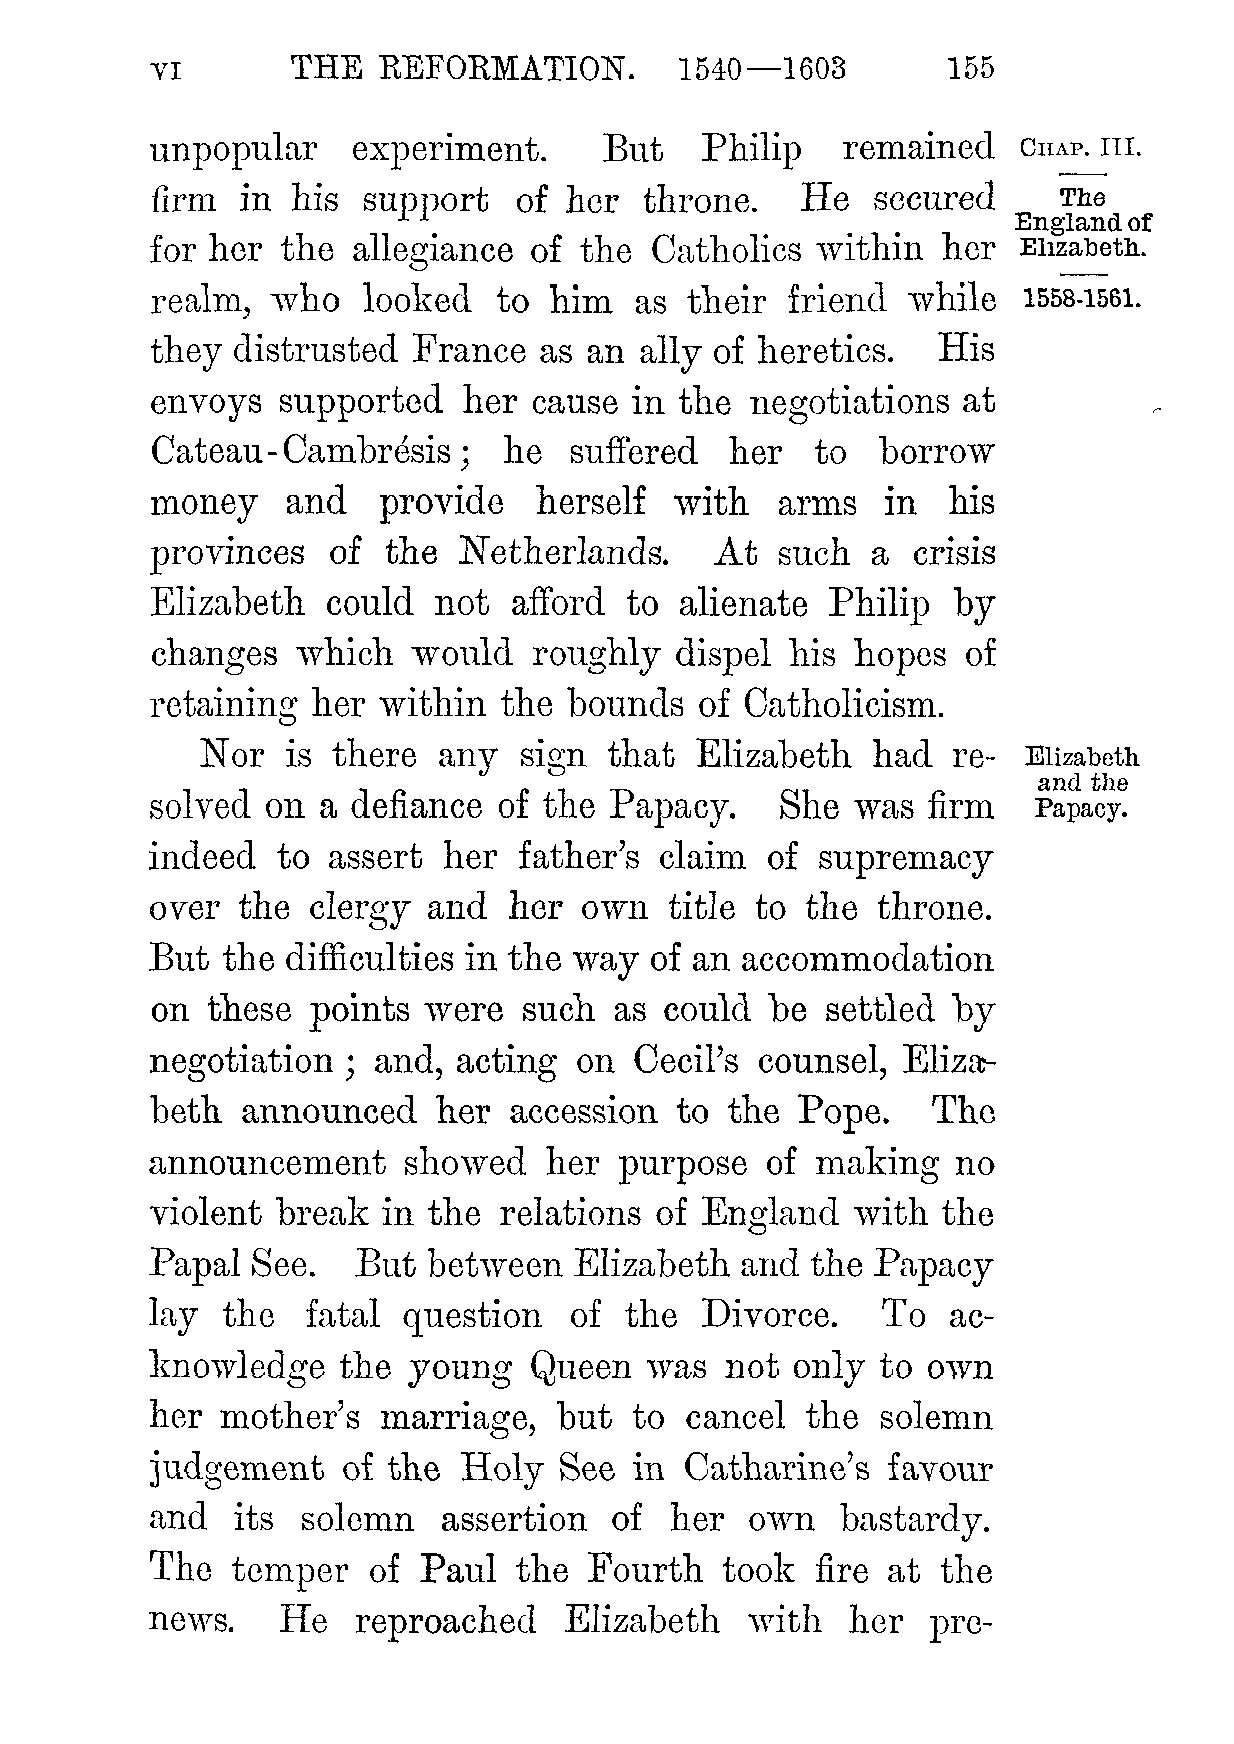 VI THE REFORMATION. 1540—1603 155
unpopular experiment. But Philip remained
firm in his support of her throne. He secured
for her the allegiance of the Catholics within her
realm, who looked to him as their friend while
they distrusted France as an ally of heretics. His
envoys supported her cause in the negotiations at
Cateau-Cambrésis; he suffered her to borrow
money and provide herself with arms in his
provinces of the Netherlands. At such a crisis
Elizabeth could not afford to alienate Philip by
changes which would roughly dispel his hopes of
retaining her within the bounds of Catholicism.
Nor is there any sign that Elizabeth had re-
solved on a defiance of the Papacy. She was firm
indeed to assert her father's claim of supremacy
over the clergy and her own title to the throne.
But the difficulties in the way of an accommodation
on these points were such as could be settled by
negotiation; and, acting on Cecil's counsel, Eliza-
beth announced her accession to the Pope. The
announcement showed her purpose of making no
violent break in the relations of England with the
Papal See. But between Elizabeth and the Papacy
lay the fatal question of the Divorce. To ac-
knowledge the young Queen was not only to own
her mother's marriage, but to cancel the solemn
judgement of the Holy See in Catharine's favour
and its solemn assertion of her own bastardy.
The temper of Paul the Fourth took fire at the
news. He reproached Elizabeth with her pre-
CHAP. III.
The
England of
Elizabeth.
1558-1561.
Elizabeth
and the
Papacy.